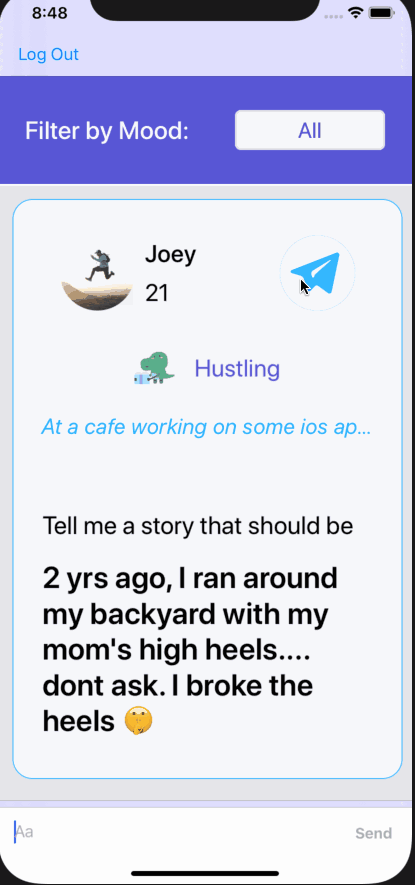 8:48
Log Out
Filter by Mood:
All
Joey
21
Hustling
At a cafe working on some ios ap...
Tell me a story that should be
2 yrs ago, I ran around
my backyard with my
mom's high heels....
dont ask. I broke the
heels 🤫
Aa
Send